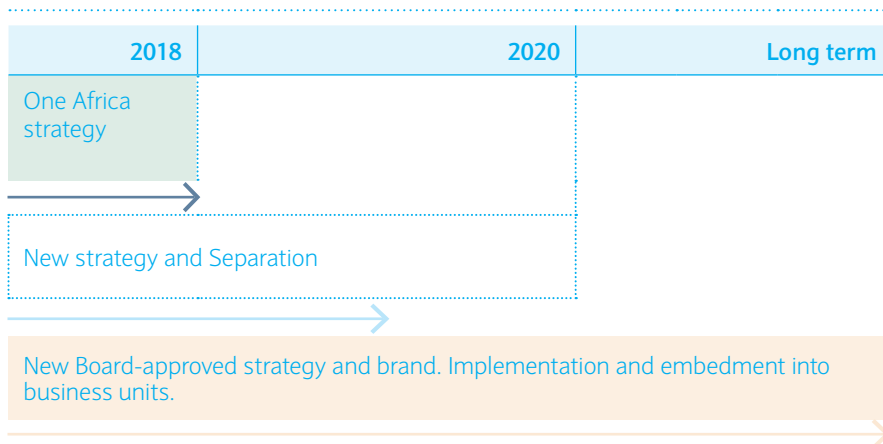 2018 2020 Long term
One Africa
strategy
New strategy and Separation
New Board-approved strategy and brand. Implementation and embedment into
business units.